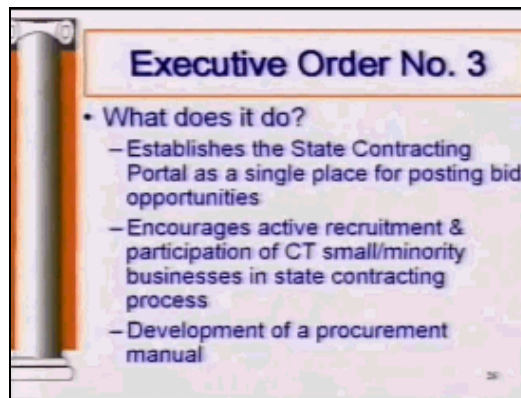 Executive Order No. 3
• What does it do?
– Establishes the State Contracting
Portal as a single place for posting bid
opportunities
– Encourages active recruitment &
participation of CT small/minority
businesses in state contracting
process
– Development of a procurement
manual